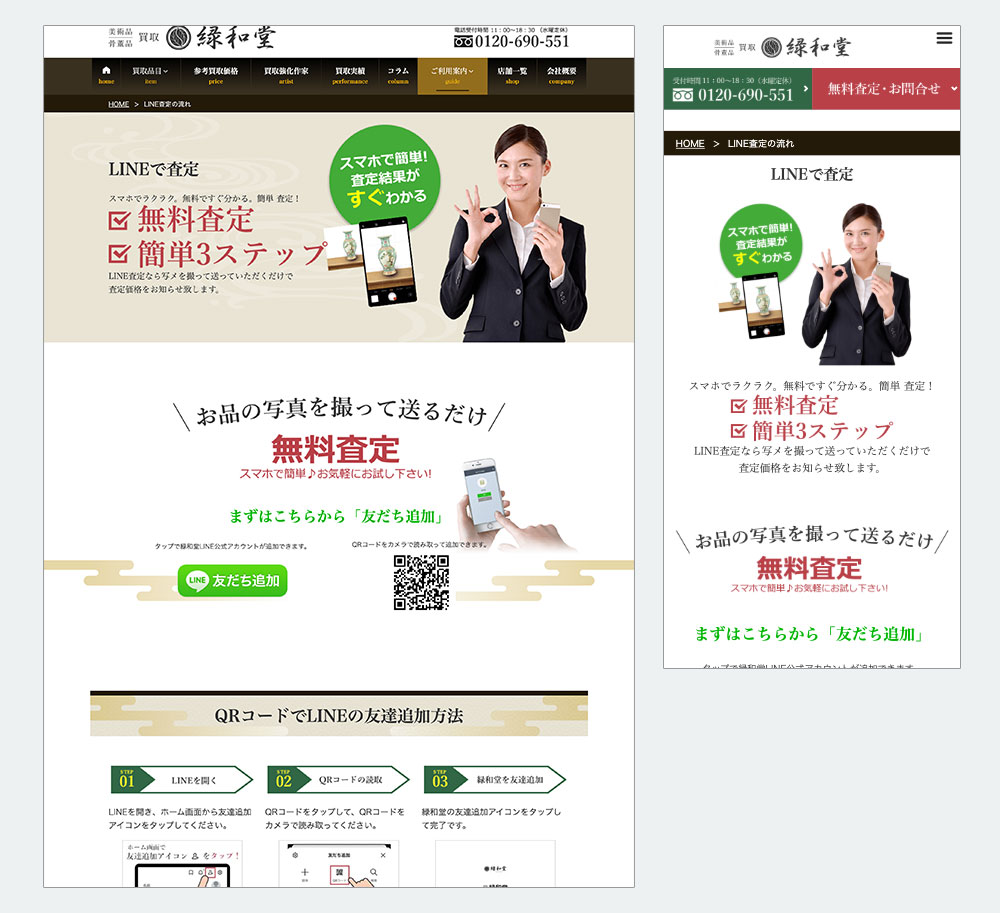 美術品
骨董品
買取
緑和堂
電話受付時間 11：00〜18：30 （水曜定休）
0120-690-551
home
買取品目
item
参考買取価格
price
買取強化作家
artist
買取実績
performance
コラム
column
ご利用案内
guide
店舗一覧
shop
会社概要
company
HOME > LINE査定の流れ
LINEで査定
スマホでラクラク。無料ですぐ分かる。簡単 査定！
無料査定
簡単3ステップ
LINE査定なら写メを撮って送っていただくだけで
査定価格をお知らせ致します。
スマホで簡単!
査定結果が
すぐわかる
お品の写真を撮って送るだけ
無料査定
スマホで簡単♪お気軽にお試し下さい!
まずはこちらから「友だち追加」
タップで緑和堂LINE公式アカウントが追加できます。
LINE 友だち追加
QRコードをカメラで読み取って追加できます。
QRコードでLINEの友達追加方法
STEP
01
LINEを開く
LINEを開き、ホーム画面から友達追加
アイコンをタップしてください。
ホーム画面で
友達追加アイコン をタップ！
STEP
02
QRコードの読取
QRコードをタップして、QRコードを
カメラで読み取ってください。
友だち追加
STEP
03
緑和堂を友達追加
緑和堂の友達追加アイコンをタップし
て完了です。
緑和堂
美術品
骨董品
買取
緑和堂
受付時間 11：00〜18：30（水曜定休）
0120-690-551
無料査定・お問合せ
HOME > LINE査定の流れ
LINEで査定
スマホで簡単!
査定結果が
すぐわかる
スマホでラクラク。無料ですぐ分かる。簡単 査定！
無料査定
簡単3ステップ
LINE査定なら写メを撮って送っていただくだけで
査定価格をお知らせ致します。
お品の写真を撮って送るだけ
無料査定
スマホで簡単♪お気軽にお試し下さい!
まずはこちらから「友だち追加」
タップで緑和堂LINE公式アカウントが追加できます。